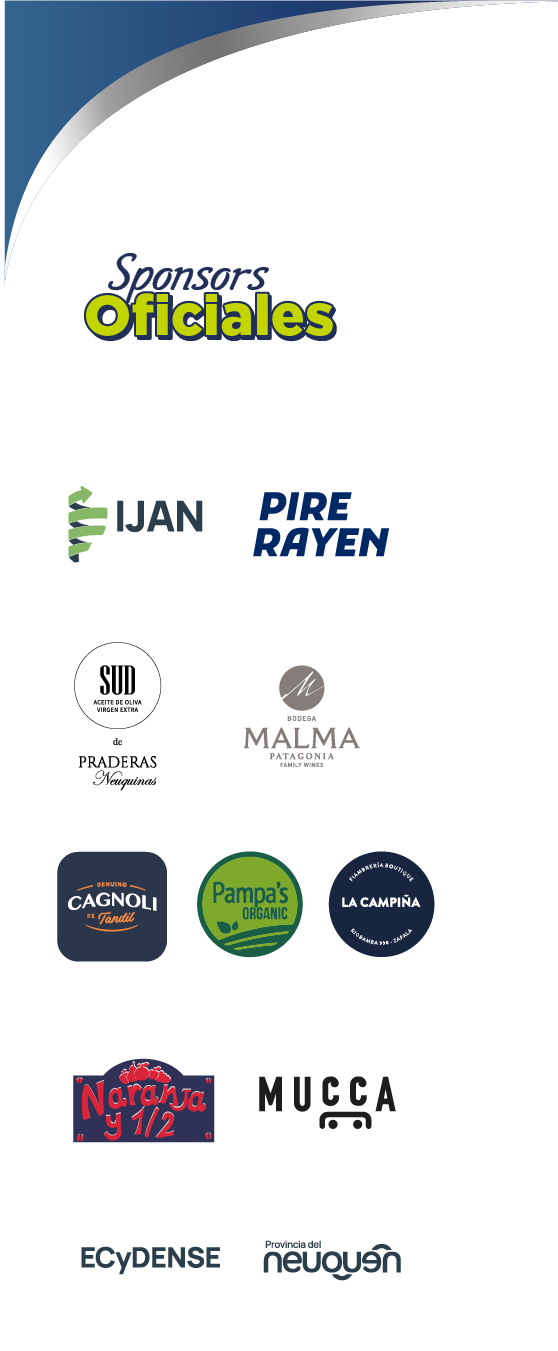 Sponsors
Oficiales
IJAN
PIRE
RAYEN
SUD
ACEITE DE OLIVA
VIRGEN EXTRA
de
PRADERAS
Neuquinas
BODEGA
MALMA
PATAGONIA
FAMILY WINES
GENUINO
CAGNOLI
DE Tandil
Pampa's
ORGANIC
FIAMBRERÍA BOUTIQUE
LA CAMPIÑA
RIOBAMBA 998 - ZAPALA
Naranja
y 1/2
MUCCA
ECyDENSE
Provincia del
neuquén